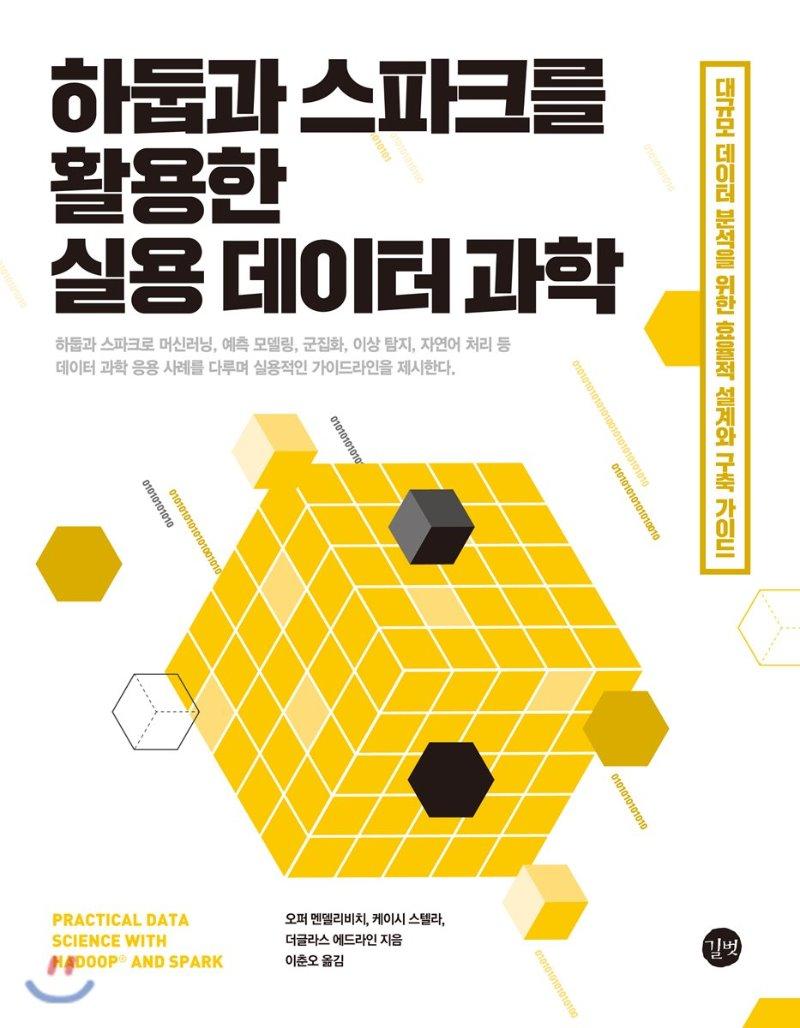 하둡과 스파크를
활용한
실용 데이터 과학
하둡과 스파크로 머신러닝, 예측 모델링, 군집화, 이상 탐지, 자연어 처리 등
데이터 과학 응용 사례를 다루며 실용적인 가이드라인을 제시한다.
대규모 데이터 분석을 위한 효율적 설계와 구축 가이드
PRACTICAL DATA
SCIENCE WITH
HADOOP® AND SPARK
오퍼 멘델리비치, 케이시 스텔라,
더글라스 에드라인 지음
이춘오 옮김
길벗